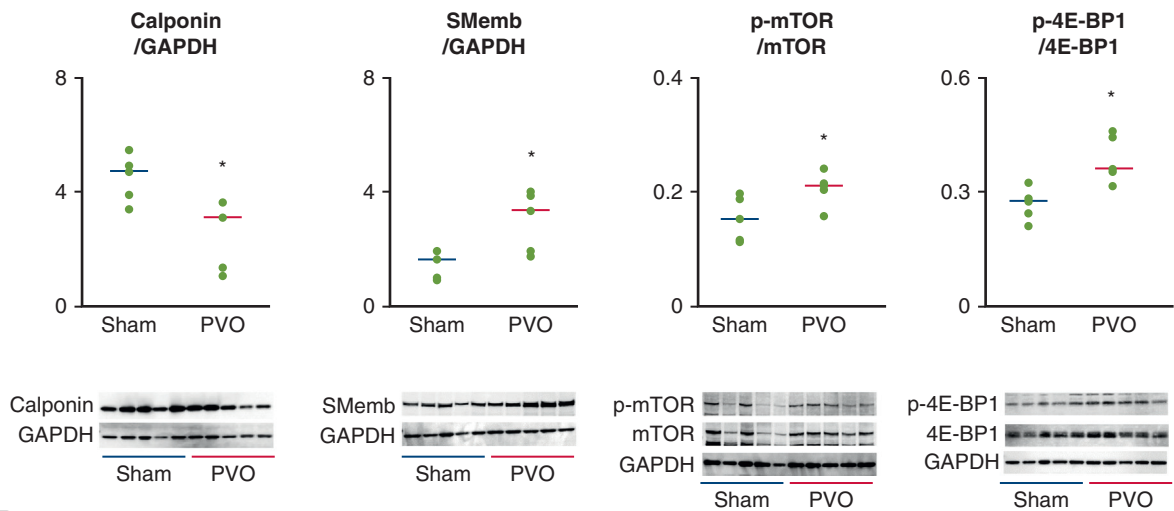 Calponin
/GAPDH
8
4
0
*
Sham PVO
SMemb
/GAPDH
8
4
0
*
Sham PVO
p-mTOR
/mTOR
0.4
0.2
0
*
Sham PVO
p-4E-BP1
/4E-BP1
0.6
0.3
0
*
Sham PVO
Calponin
GAPDH
Sham PVO
SMemb
GAPDH
Sham PVO
p-mTOR
mTOR
GAPDH
Sham PVO
p-4E-BP1
4E-BP1
GAPDH
Sham PVO